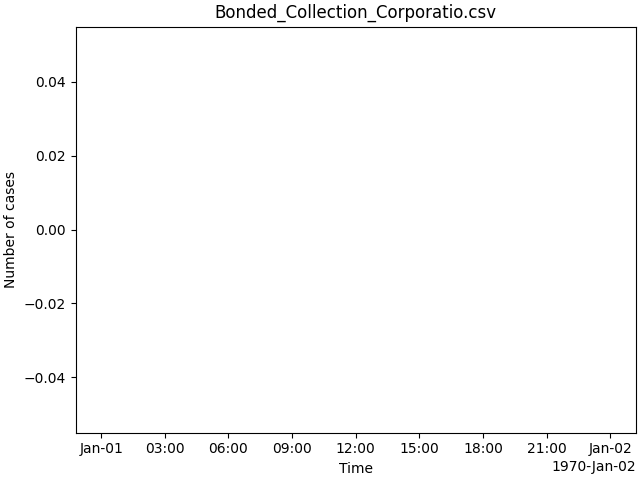 Bonded_Collection_Corporatio.csv
Number of cases
0.04
0.02
0.00
−0.02
−0.04
Jan-01 03:00 06:00 09:00 12:00 15:00 18:00 21:00 Jan-02
1970-Jan-02
Time